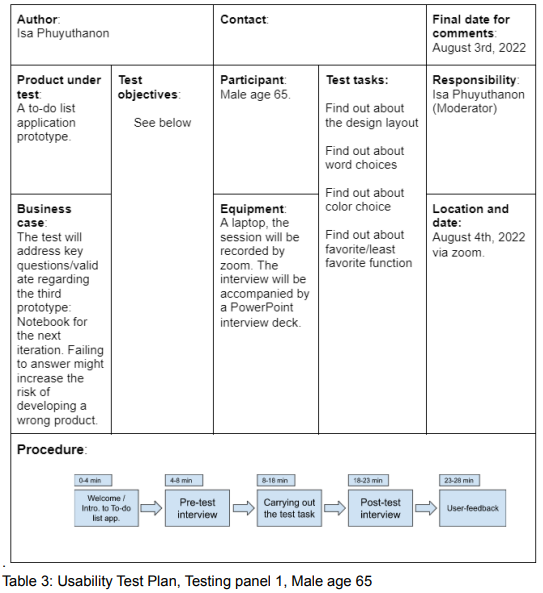 Author:
Isa Phuyuthanon
Contact:
Final date for
comments:
August 3rd, 2022
Product under
test:
A to-do list
application
prototype.
Test
objectives:
See below
Participant:
Male age 65.
Test tasks:
Find out about
the design layout
Find out about
word choices
Find out about
color choice
Find out about
favorite/least
favorite function
Responsibility:
Isa Phuyuthanon
(Moderator)
Business
case:
The test will
address key
questions/valid
ate regarding
the third
prototype:
Notebook for
the next
iteration. Failing
to answer might
increase the
risk of
developing a
wrong product.
Equipment:
A laptop, the
session will be
recorded by
zoom. The
interview will be
accompanied by
a PowerPoint
interview deck.
Location and
date:
August 4th, 2022
via zoom.
Procedure:
0-4 min
Welcome /
Intro. to To-do
list app.
4-8 min
Pre-test
interview
8-18 min
Carrying out
the test task
18-23 min
Post-test
interview
23-28 min
User-feedback
.
Table 3: Usability Test Plan, Testing panel 1, Male age 65